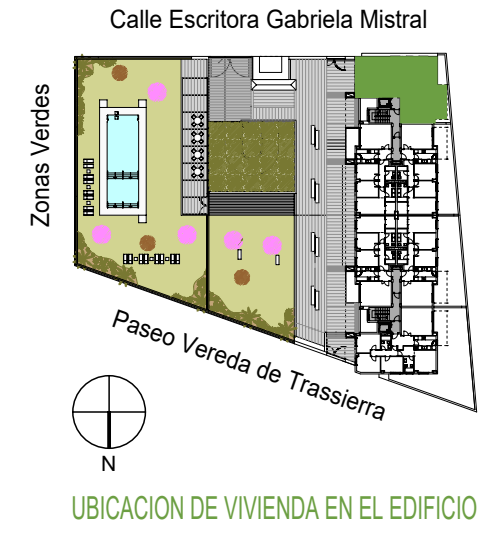 Calle Escritora Gabriela Mistral
Zonas Verdes
Paseo Vereda de Trassierra
N
UBICACION DE VIVIENDA EN EL EDIFICIO